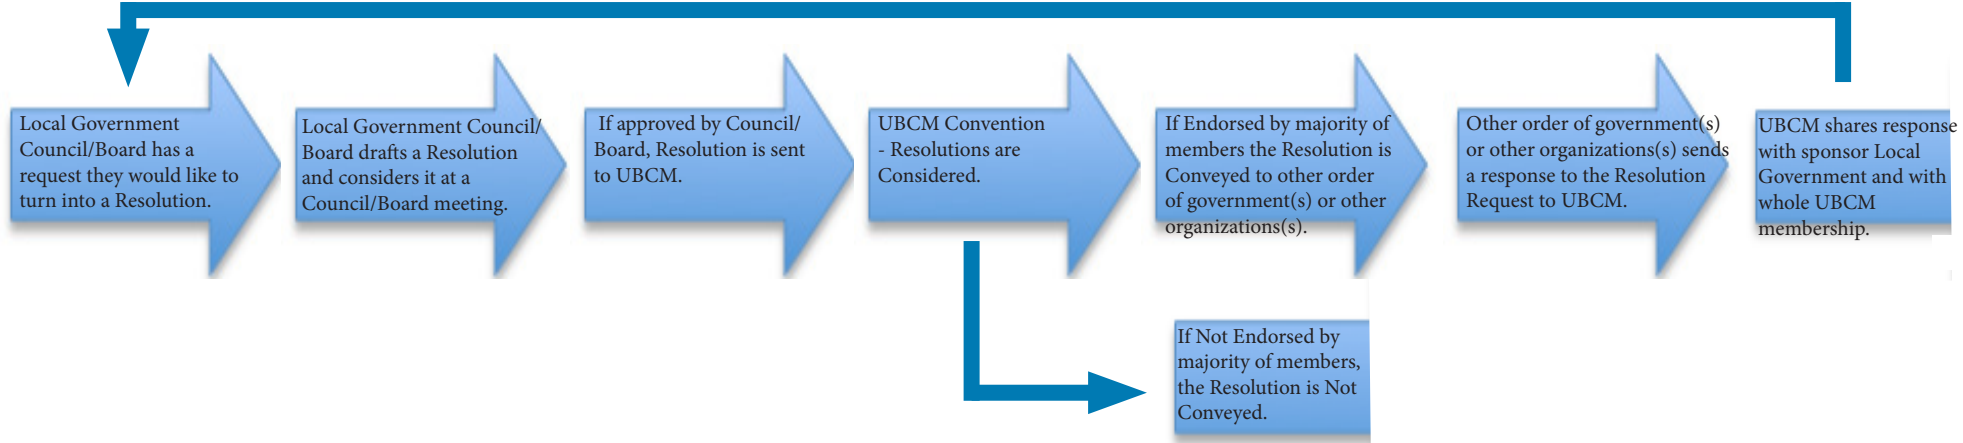 Local Government
Council/Board has a
request they would like to
turn into a Resolution.
Local Government Council/
Board drafts a Resolution
and considers it at a
Council/Board meeting.
If approved by Council/
Board, Resolution is sent
to UBCM.
UBCM Convention
- Resolutions are
Considered.
If Endorsed by majority of
members the Resolution is
Conveyed to other order
of government(s) or other
organizations(s).
Other order of government(s)
or other organizations(s) sends
a response to the Resolution
Request to UBCM.
UBCM shares response
with sponsor Local
Government and with
whole UBCM
membership.
If Not Endorsed by
majority of members,
the Resolution is Not
Conveyed.